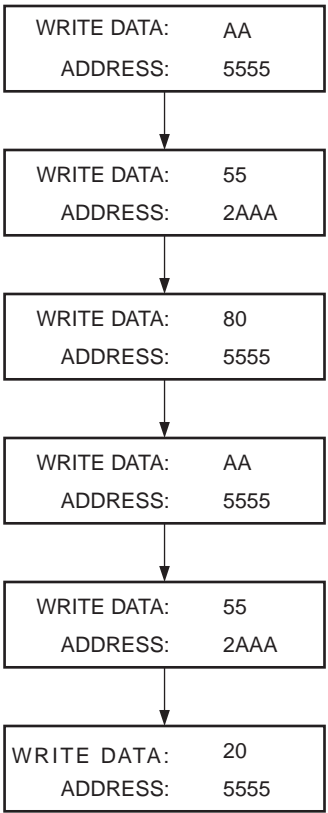 WRITE DATA: AA
ADDRESS: 5555
WRITE DATA: 55
ADDRESS: 2AAA
WRITE DATA: 80
ADDRESS: 5555
WRITE DATA: AA
ADDRESS: 5555
WRITE DATA: 55
ADDRESS: 2AAA
WRITE DATA: 20
ADDRESS: 5555